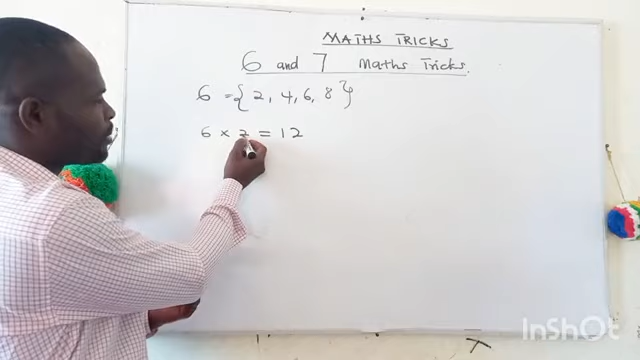 MATHS TRICKS
6 and 7 Maths Tricks.
6 = {2, 4, 6, 8}
6 × 2 = 12
InShOt